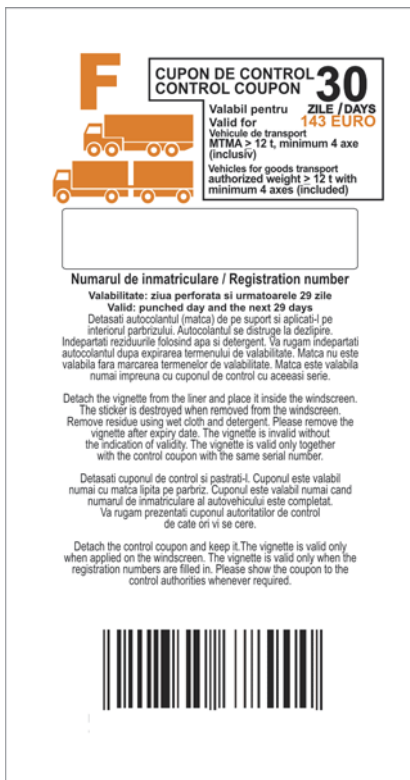 F
CUPON DE CONTROL
CONTROL COUPON
30
ZILE / DAYS
143 EURO
Valabil pentru
Valid for
Vehicule de transport
MTMA > 12 t, minimum 4 axe
(inclusiv)
Vehicles for goods transport
authorized weight > 12 t with
minimum 4 axes (included)
Numarul de inmatriculare / Registration number
Valabilitate: ziua perforata si urmatoarele 29 zile
Valid: punched day and the next 29 days
Detasati autocolantul (matca) de pe suport si aplicati-l pe
interiorul parbrizului. Autocolantul se distruge la dezlipire.
Indepartati reziduurile folosind apa si detergent. Va rugam indepartati
autocolantul dupa expirarea termenului de valabilitate. Matca nu este
valabila fara marcarea termenelor de valabilitate. Matca este valabila
numai impreuna cu cuponul de control cu aceeasi serie.
Detach the vignette from the liner and place it inside the windscreen.
The sticker is destroyed when removed from the windscreen.
Remove residue using wet cloth and detergent. Please remove the
vignette after expiry date. The vignette is invalid without
the indication of validity. The vignette is valid only together
with the control coupon with the same serial number.
Detasati cuponul de control si pastrati-l. Cuponul este valabil
numai cu matca lipita pe parbriz. Cuponul este valabil numai cand
numarul de inmatriculare al autovehicului este completat.
Va rugam prezentati cuponul autoritatilor de control
de cate ori vi se cere.
Detach the control coupon and keep it.The vignette is valid only
when applied on the windscreen. The vignette is valid only when the
registration numbers are filled in. Please show the coupon to the
control authorities whenever required.